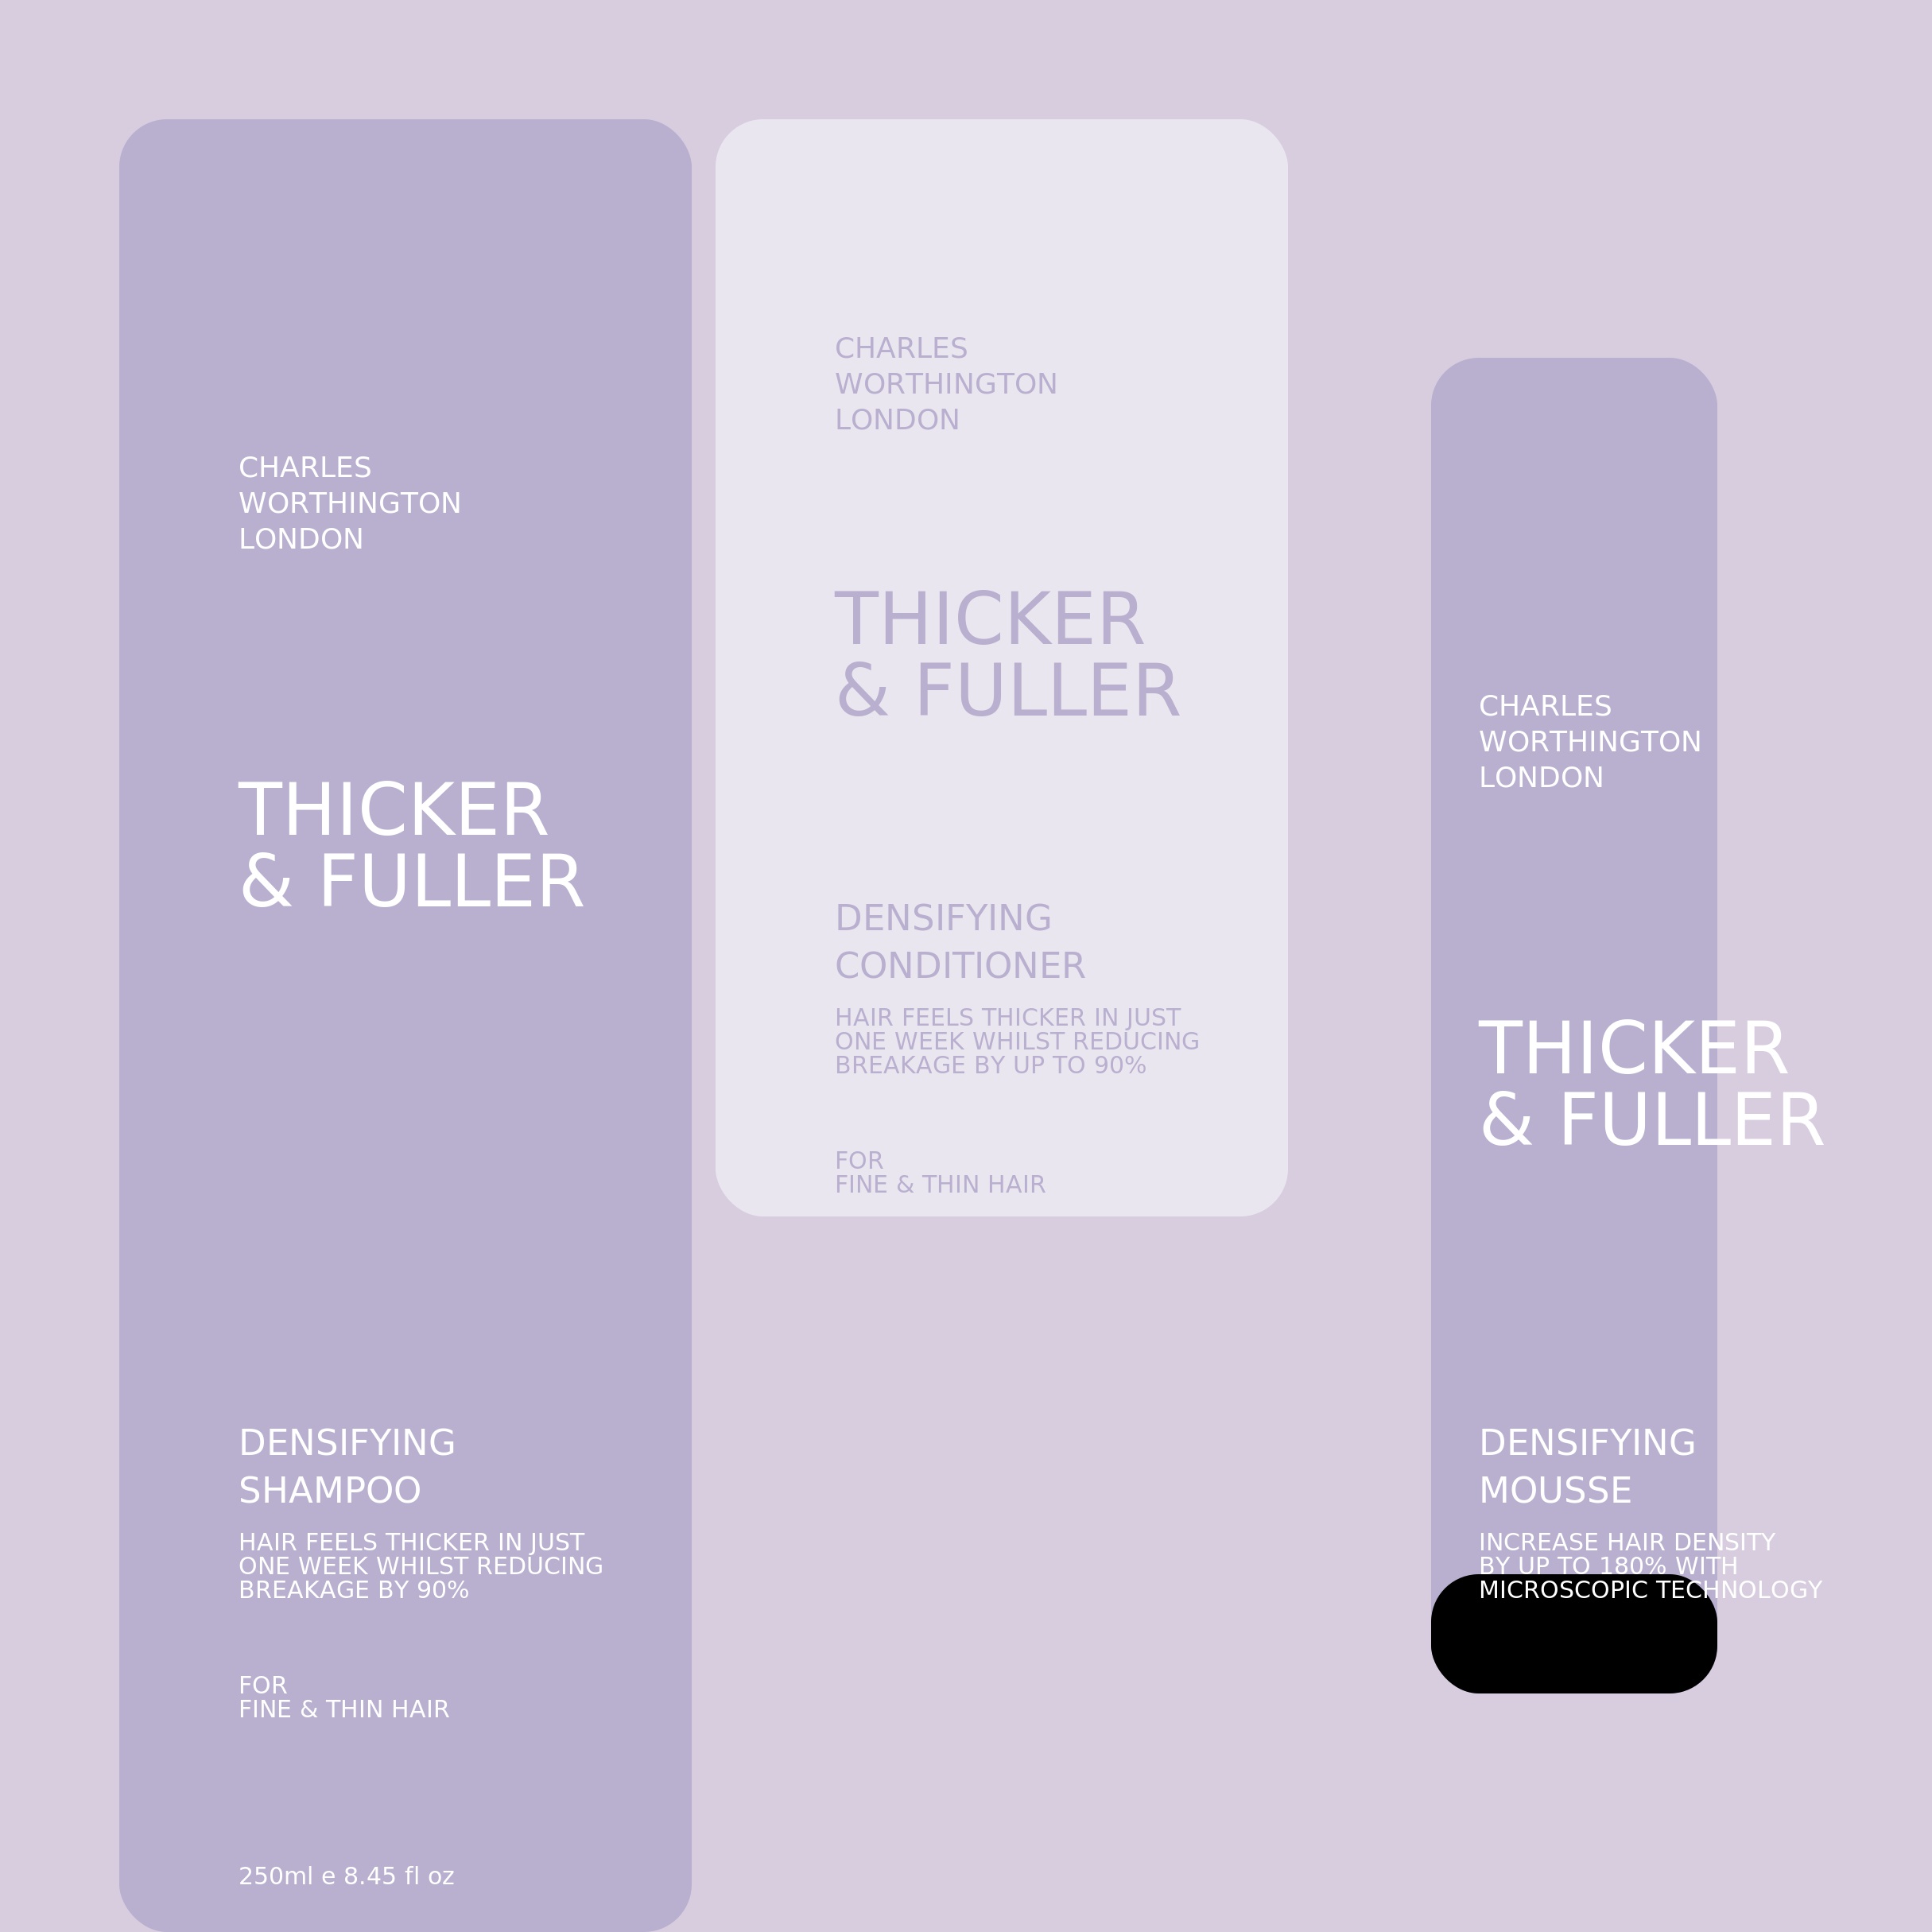 CHARLES
WORTHINGTON
LONDON
THICKER
& FULLER
DENSIFYING
SHAMPOO
HAIR FEELS THICKER IN JUST
ONE WEEK WHILST REDUCING
BREAKAGE BY 90%
FOR
FINE & THIN HAIR
250ml e 8.45 fl oz
CHARLES
WORTHINGTON
LONDON
THICKER
& FULLER
DENSIFYING
CONDITIONER
HAIR FEELS THICKER IN JUST
ONE WEEK WHILST REDUCING
BREAKAGE BY UP TO 90%
FOR
FINE & THIN HAIR
CHARLES
WORTHINGTON
LONDON
THICKER
& FULLER
DENSIFYING
MOUSSE
INCREASE HAIR DENSITY
BY UP TO 180% WITH
MICROSCOPIC TECHNOLOGY